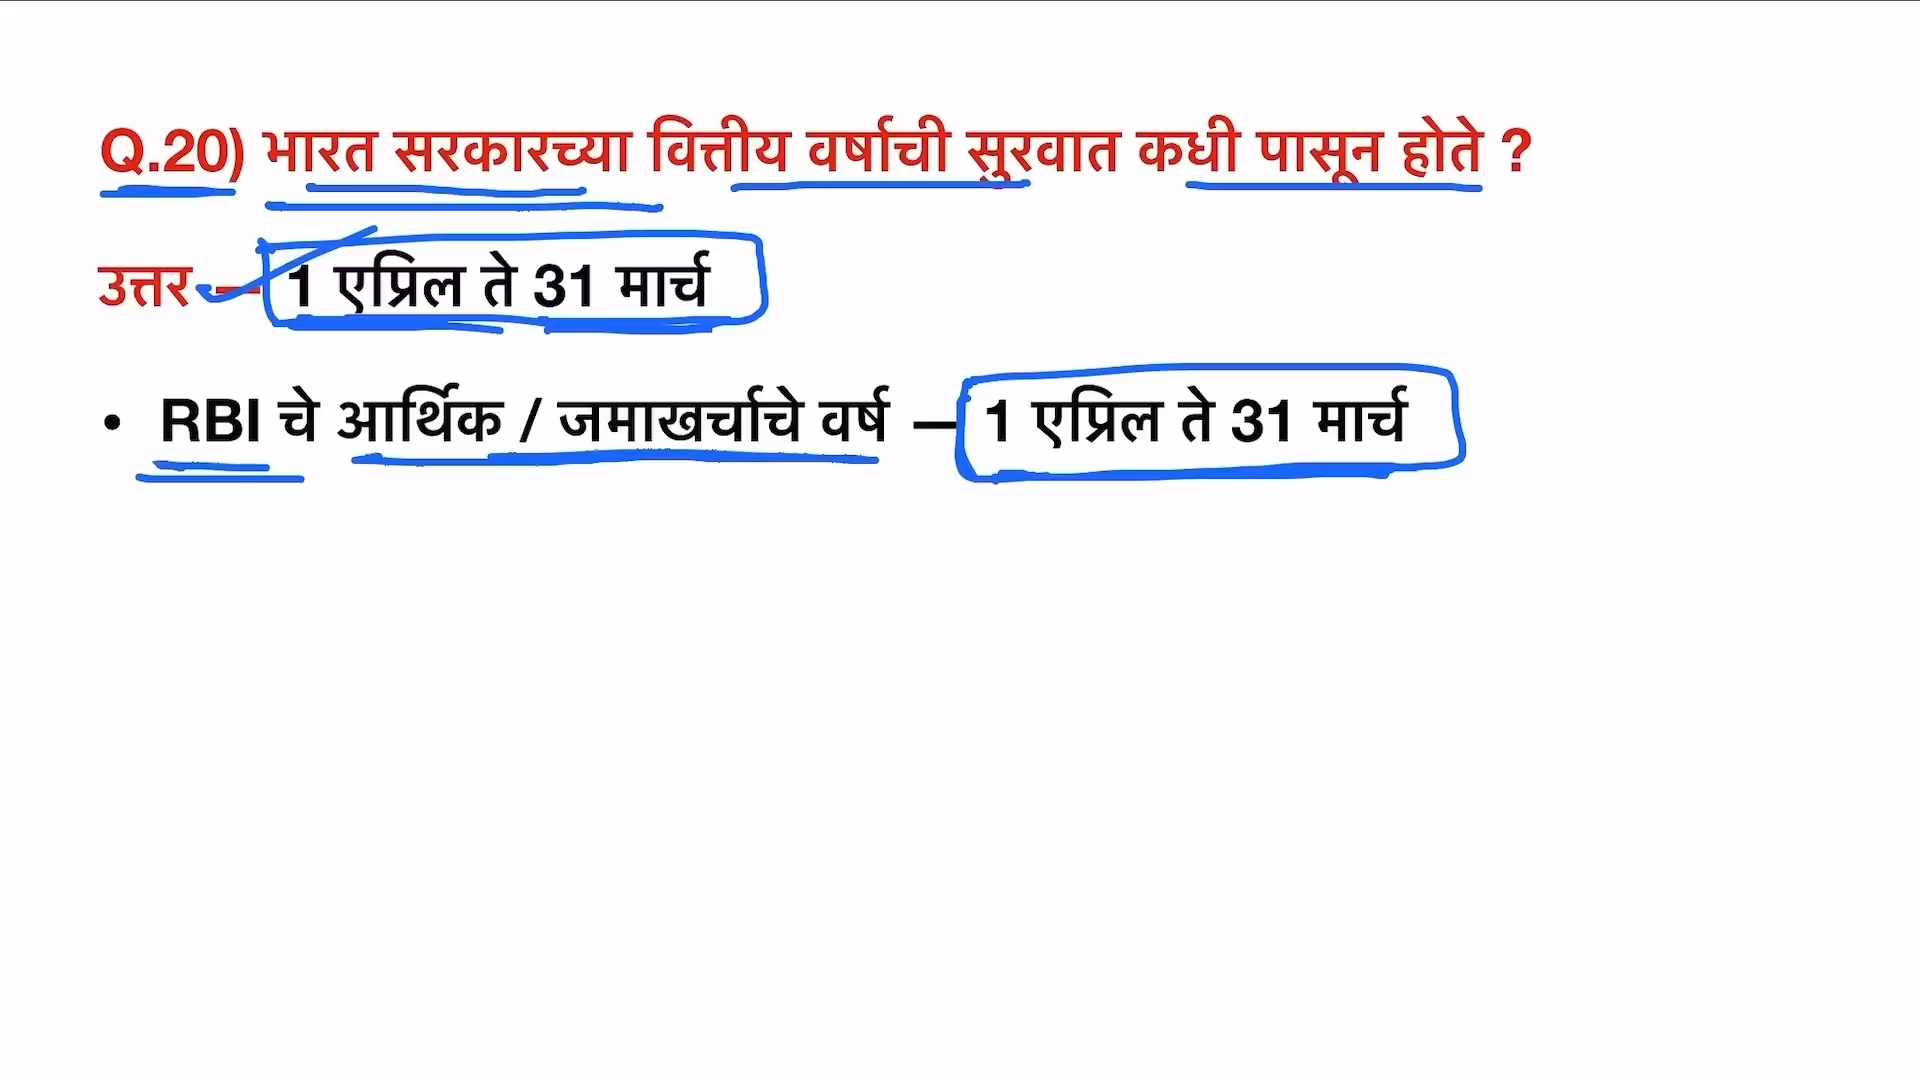 Q.20) भारत सरकारच्या वित्तीय वर्षाची सुरवात कधी पासून होते ?
उत्तर — 1 एप्रिल ते 31 मार्च
• RBI चे आर्थिक / जमाखर्चाचे वर्ष — 1 एप्रिल ते 31 मार्च